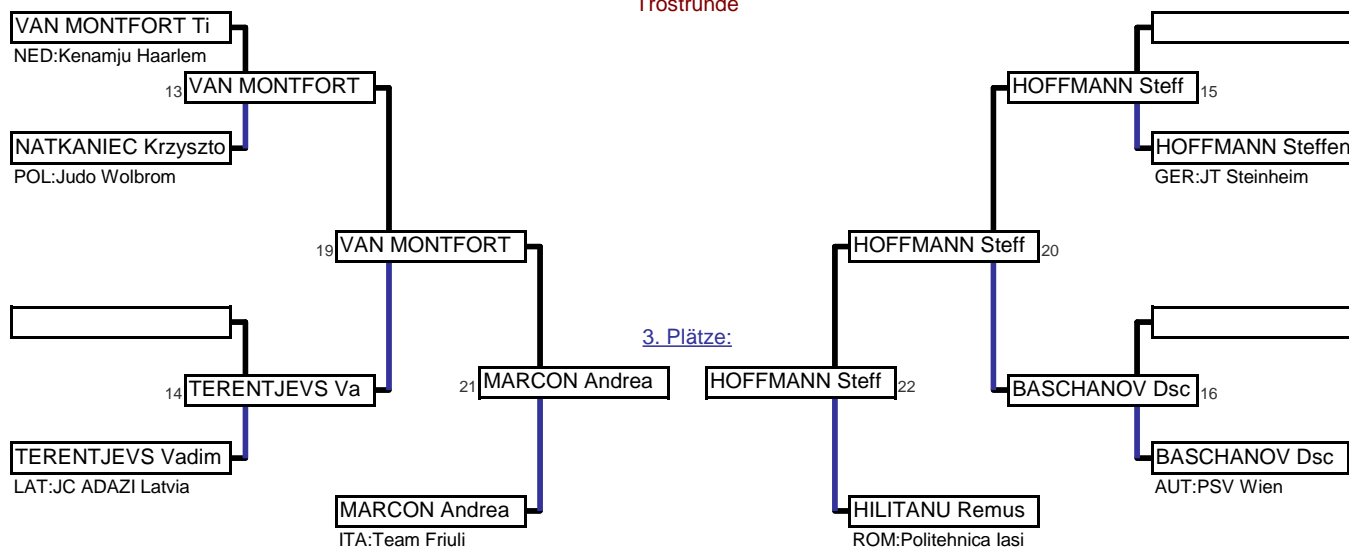 Trostrunde
VAN MONTFORT Ti
NED:Kenamju Haarlem
13 VAN MONTFORT
HOFFMANN Steff 15
NATKANIEC Krzyszto
POL:Judo Wolbrom
HOFFMANN Steffen
GER:JT Steinheim
19 VAN MONTFORT
HOFFMANN Steff 20
3. Plätze:
14 TERENTJEVS Va
21 MARCON Andrea
HOFFMANN Steff 22
BASCHANOV Dsc 16
TERENTJEVS Vadim
LAT:JC ADAZI Latvia
BASCHANOV Dsc
AUT:PSV Wien
MARCON Andrea
ITA:Team Friuli
HILITANU Remus
ROM:Politehnica Iasi